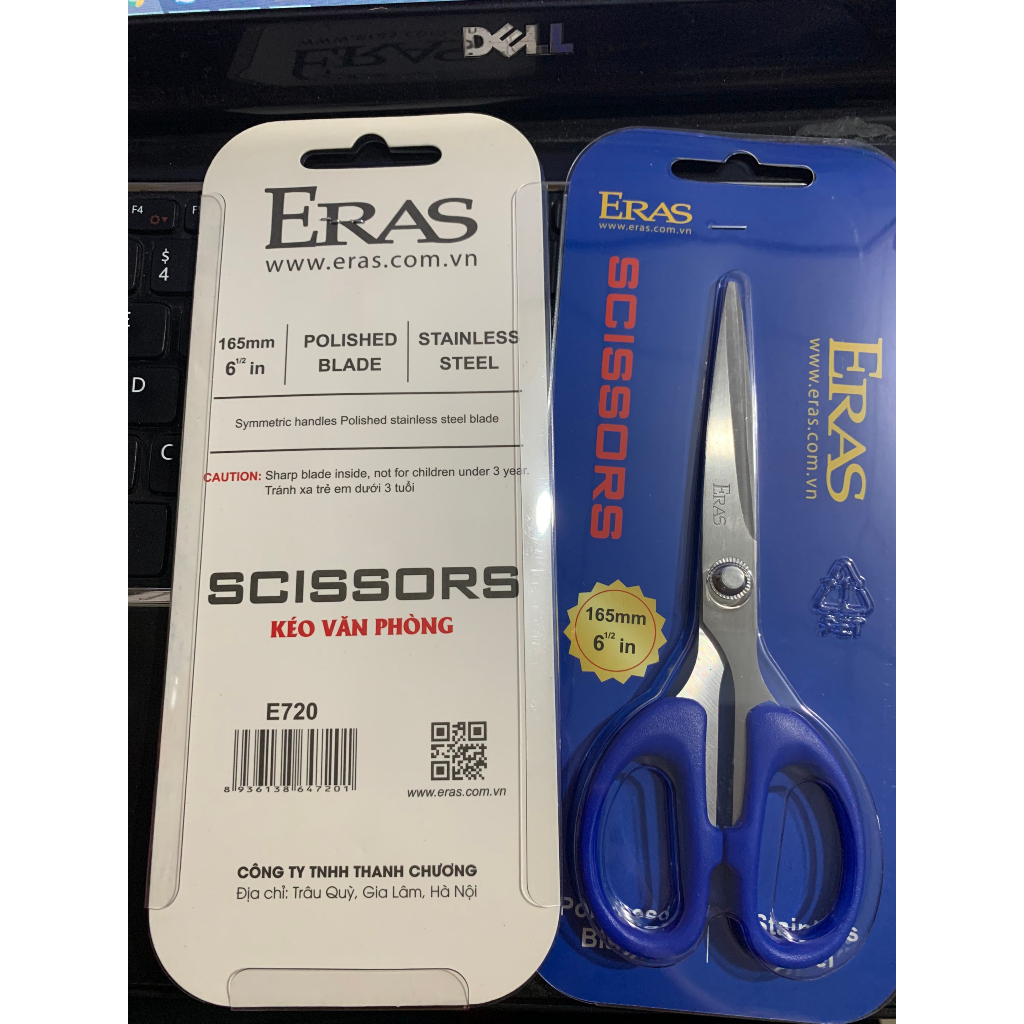 DELL
F4
$
4
D
C
ERAS
www.eras.com.vn
165mm
6 1/2 in
POLISHED
BLADE
STAINLESS
STEEL
Symmetric handles Polished stainless steel blade
CAUTION: Sharp blade inside, not for children under 3 year.
Tránh xa trẻ em dưới 3 tuổi
SCISSORS
KÉO VĂN PHÒNG
E720
8 936138 647201
www.eras.com.vn
CÔNG TY TNHH THANH CHƯƠNG
Địa chỉ: Trâu Quỳ, Gia Lâm, Hà Nội
ERAS
www.eras.com.vn
SCISSORS
ERAS
www.eras.com.vn
ERAS
165mm
6 1/2 in